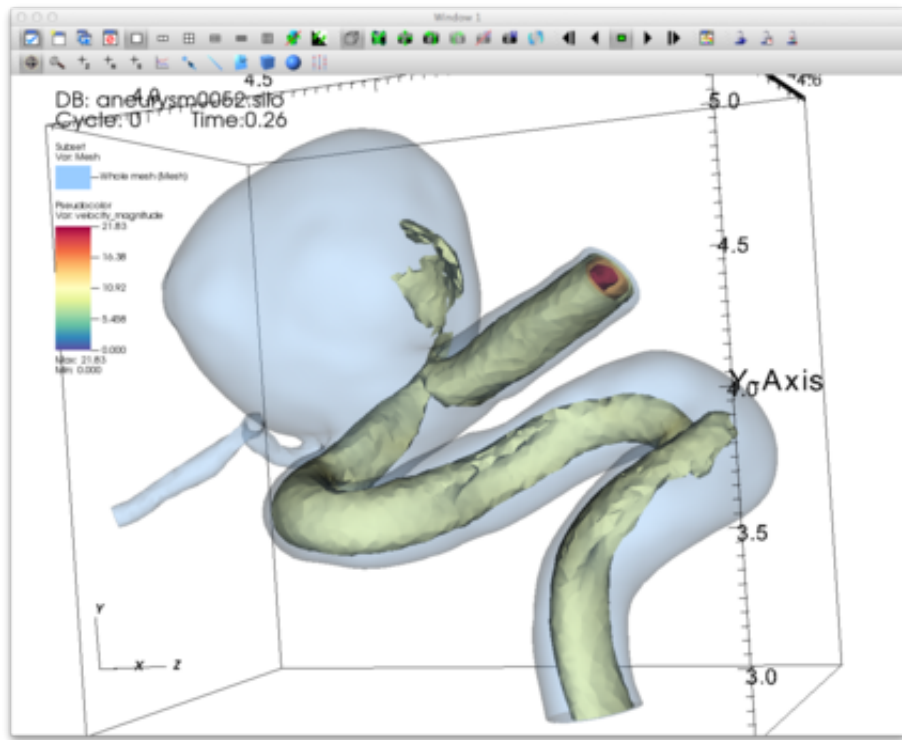 Window 1
4.0
4.5
4.6
DB: aneurysm0052.silo
Cycle: 0 Time:0.26
5.0
Subset
Var: Mesh
Whole mesh (Mesh)
Pseudocolor
Var: velocity_magnitude
21.83
16.38
10.92
5.458
0.000
Max: 21.83
Min: 0.000
4.5
4.0
Y-Axis
3.5
3.0
Y
X
Z